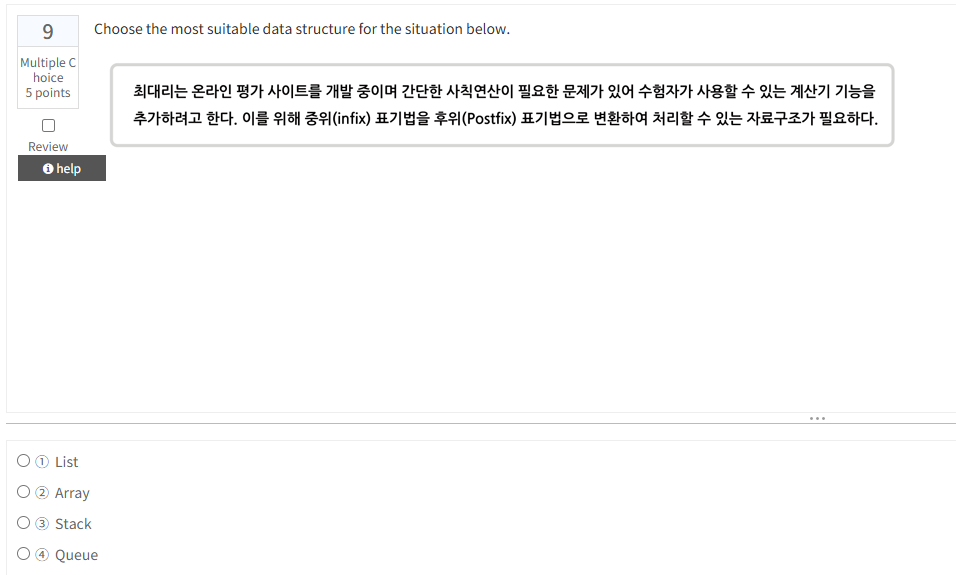 9
Multiple C
hoice
5 points
Review
help
Choose the most suitable data structure for the situation below.
최대리는 온라인 평가 사이트를 개발 중이며 간단한 사칙연산이 필요한 문제가 있어 수험자가 사용할 수 있는 계산기 기능을
추가하려고 한다. 이를 위해 중위(infix) 표기법을 후위(Postfix) 표기법으로 변환하여 처리할 수 있는 자료구조가 필요하다.
① List
② Array
③ Stack
④ Queue